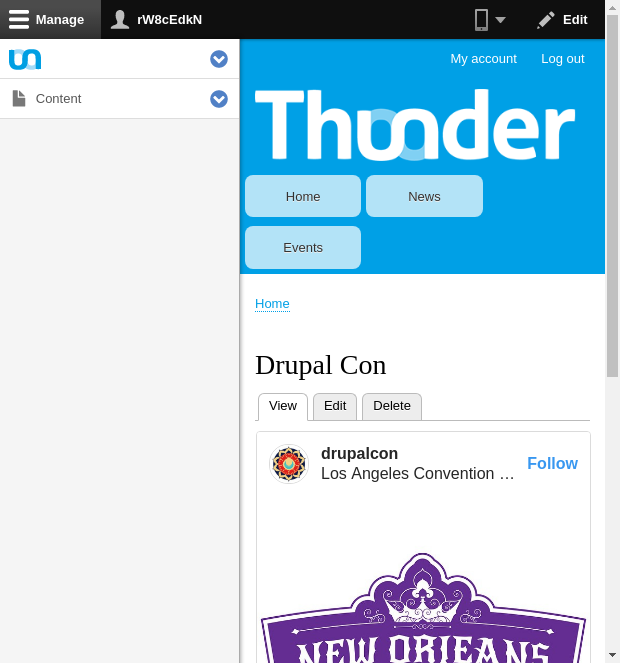 Manage
rW8cEdkN
Edit
Content
My account
Log out
Thunder
Home
News
Events
Home
Drupal Con
View
Edit
Delete
drupalcon
Los Angeles Convention …
Follow
NEW ORLEANS